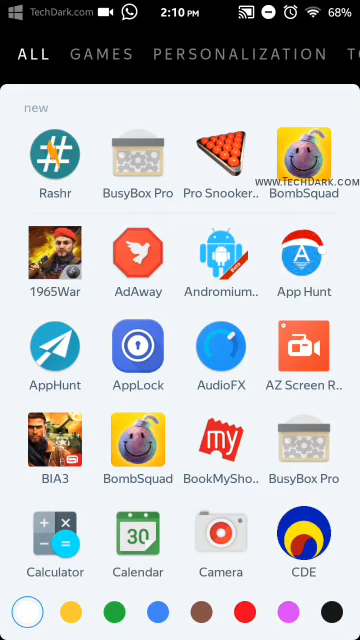 TechDark.com 2:10 PM 68%
ALL GAMES PERSONALIZATION T
new
Rashr BusyBox Pro Pro Snooker.. BombSquad
www.TechDark.com
1965War AdAway Andromium.. App Hunt
Beta
AppHunt AppLock AudioFX AZ Screen R..
my
BIA3 BombSquad BookMySho.. BusyBox Pro
30
Calculator Calendar Camera CDE